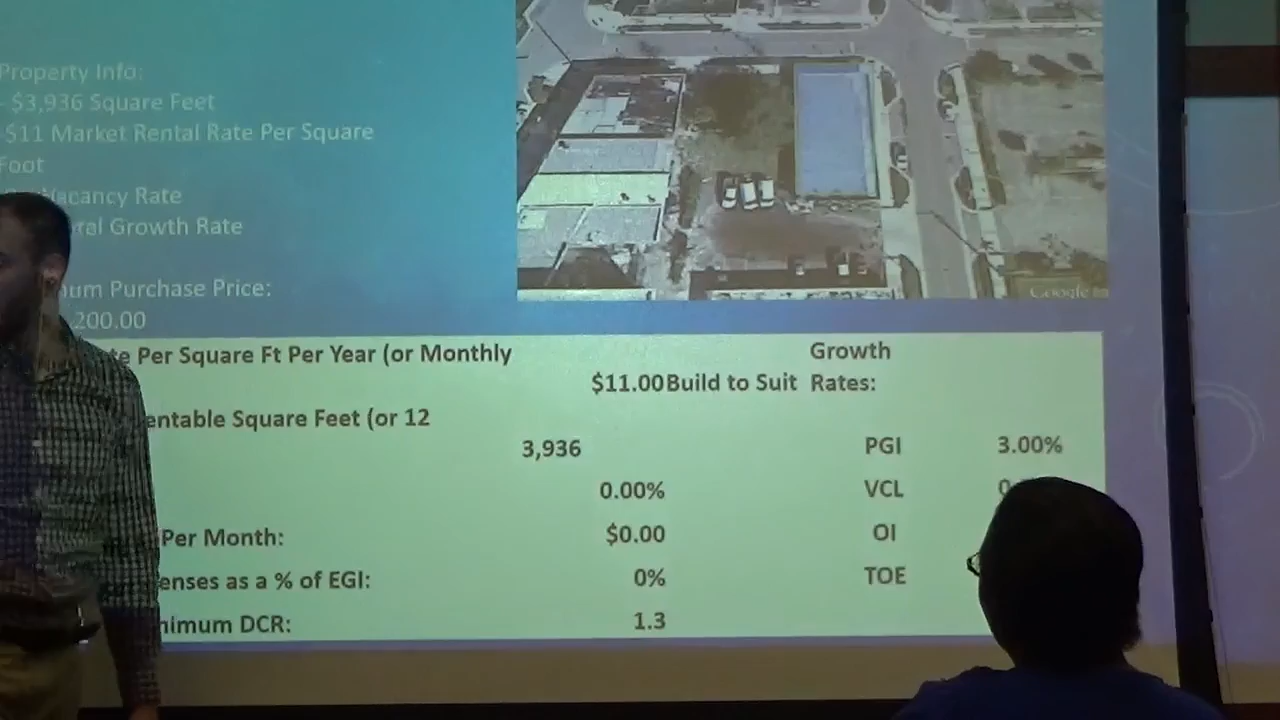 Property Info:
- $3,936 Square Feet
-$11 Market Rental Rate Per Square
Foot
Vacancy Rate
Growth Rate
Purchase Price:
200.00
Google
Per Square Ft Per Year (or Monthly
Growth
$11.00 Build to Suit Rates:
entable Square Feet (or 12
3,936
PGI 3.00%
0.00% VCL
Per Month: $0.00 OI
enses as a % of EGI: 0% TOE
nimum DCR: 1.3